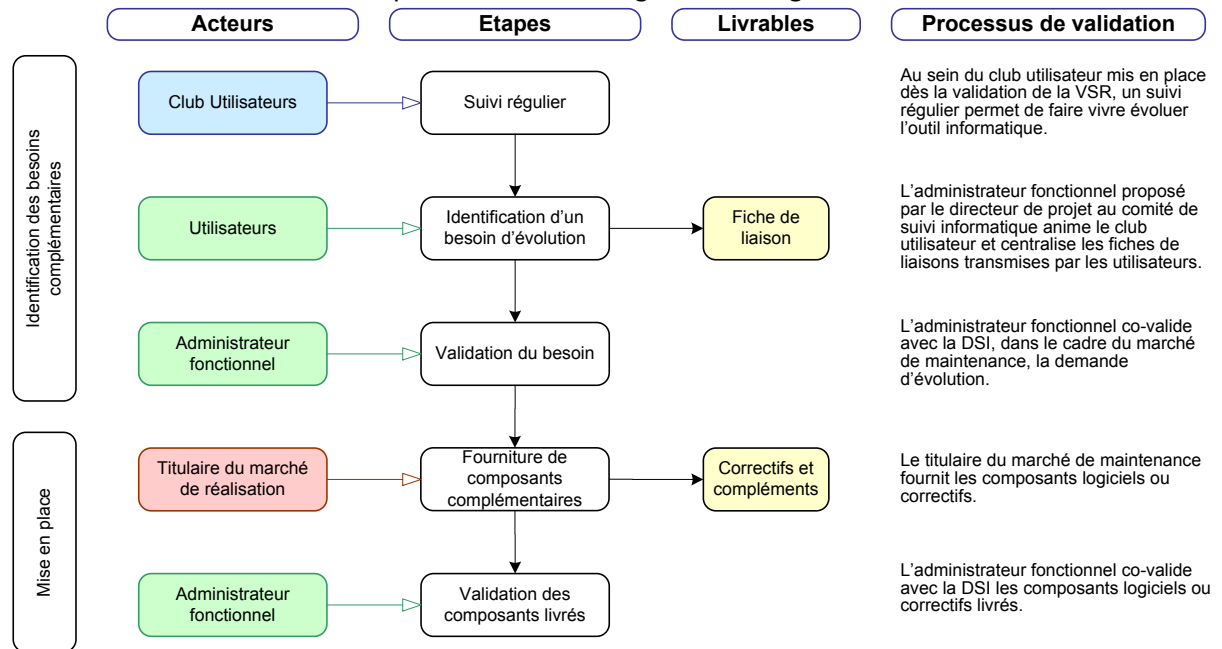 Acteurs
Etapes
Livrables
Processus de validation
Identification des besoins
complémentaires
Club Utilisateurs
Suivi régulier
Au sein du club utilisateur mis en place
dès la validation de la VSR, un suivi
régulier permet de faire vivre évoluer
l'outil informatique.
Utilisateurs
Identification d'un
besoin d'évolution
Fiche de
liaison
L'administrateur fonctionnel proposé
par le directeur de projet au comité de
suivi informatique anime le club
utilisateur et centralise les fiches de
liaisons transmises par les utilisateurs.
Administrateur
fonctionnel
Validation du besoin
L'administrateur fonctionnel co-valide
avec la DSI, dans le cadre du marché
de maintenance, la demande
d'évolution.
Mise en place
Titulaire du marché
de réalisation
Fourniture de
composants
complémentaires
Correctifs et
compléments
Le titulaire du marché de maintenance
fournit les composants logiciels ou
correctifs.
Administrateur
fonctionnel
Validation des
composants livrés
L'administrateur fonctionnel co-valide
avec la DSI les composants logiciels ou
correctifs livrés.